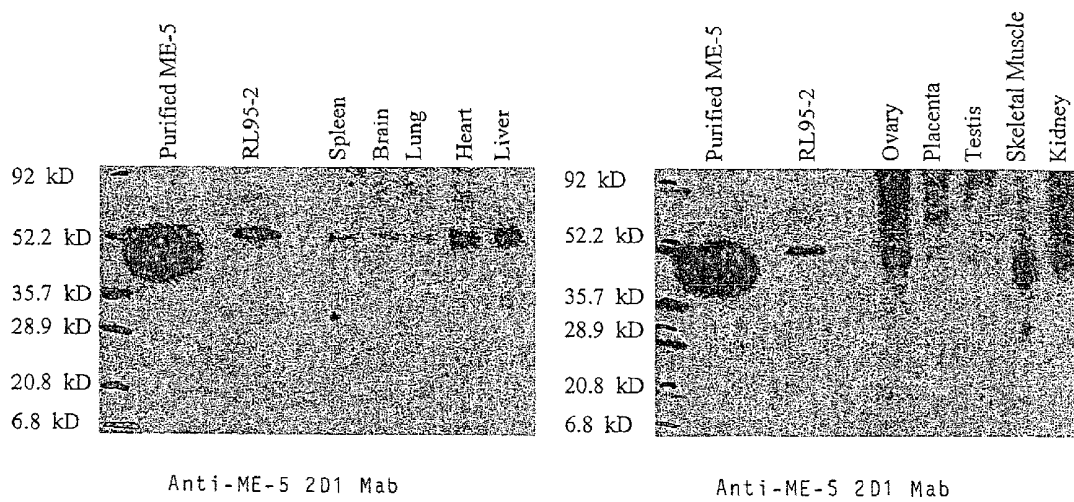 Purified ME-5
RL95-2
Spleen
Brain
Lung
Heart
Liver
92 kD
52.2 kD
35.7 kD
28.9 kD
20.8 kD
6.8 kD
Anti-ME-5 2D1 Mab
Purified ME-5
RL95-2
Ovary
Placenta
Testis
Skeletal Muscle
Kidney
92 kD
52.2 kD
35.7 kD
28.9 kD
20.8 kD
6.8 kD
Anti-ME-5 2D1 Mab